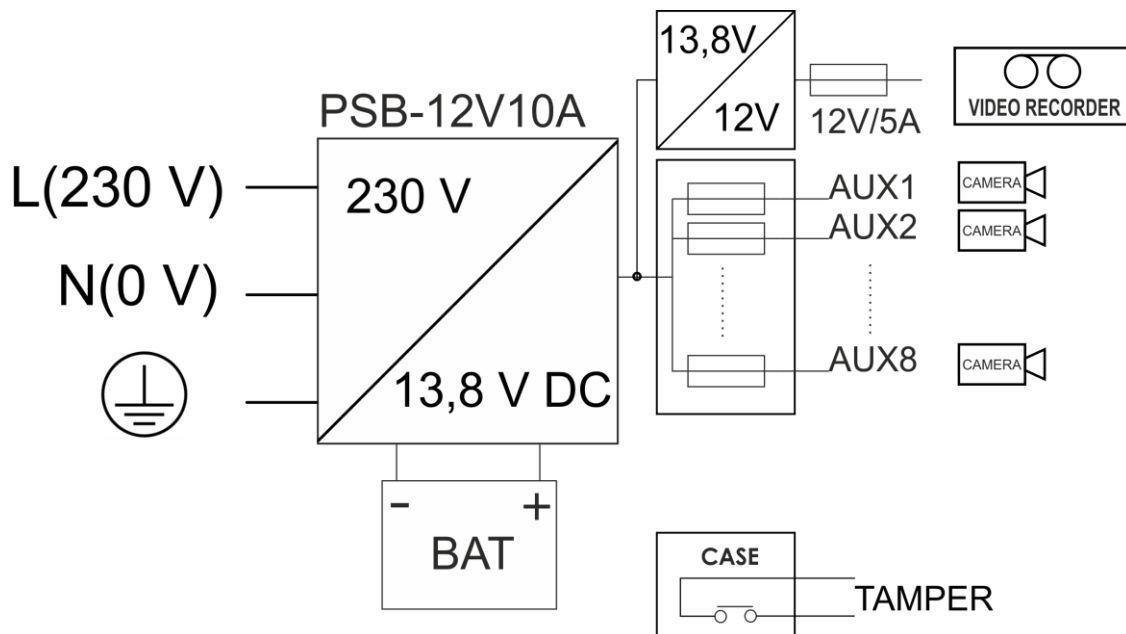 PSB-12V10A
L(230 V)
N(0 V)
230 V
13,8 V DC
- +
BAT
13,8V
12V
12V/5A
VIDEO RECORDER
AUX1
CAMERA
AUX2
CAMERA
AUX8
CAMERA
CASE
TAMPER